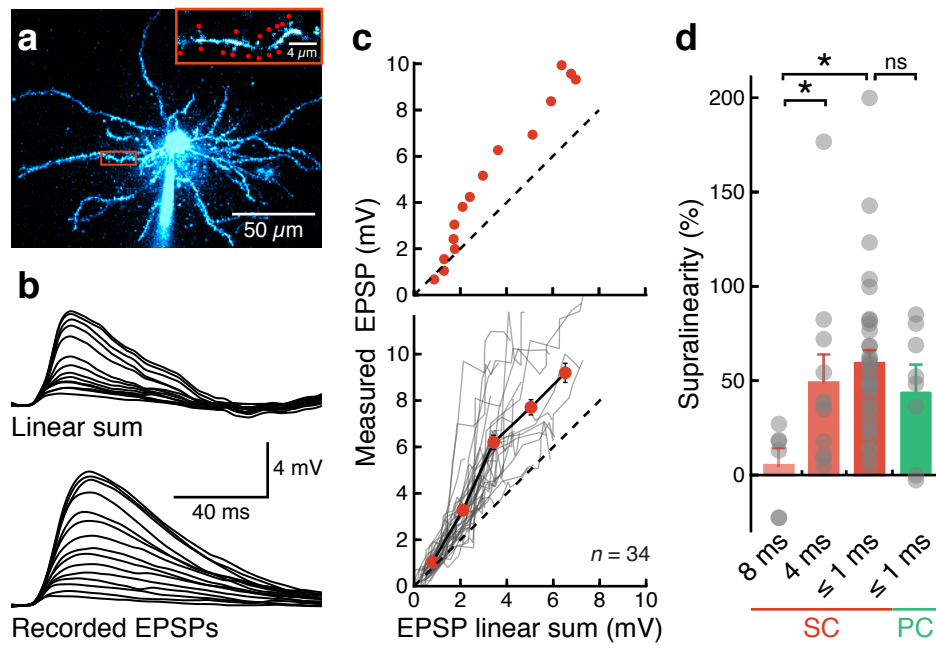 a
4 µm
50 µm
b
Linear sum
4 mV
40 ms
Recorded EPSPs
c
10
8
6
4
2
0
10
8
6
4
2
0
Measured EPSP (mV)
n = 34
0 2 4 6 8 10
EPSP linear sum (mV)
d
* * ns
200
150
100
50
0
Supralinearity (%)
8 ms 4 ms ≤ 1 ms ≤ 1 ms
SC PC